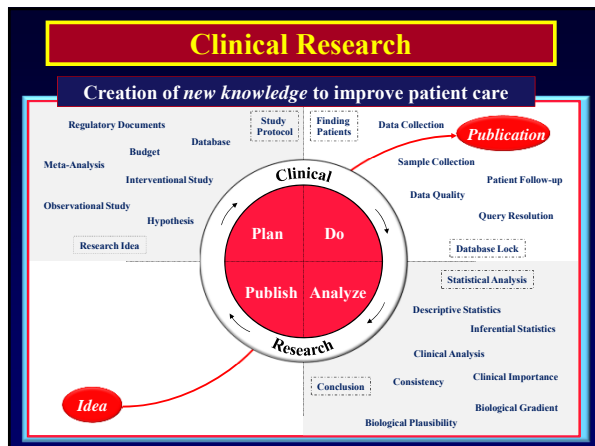 Clinical Research
Creation of new knowledge to improve patient care
Regulatory Documents
Budget
Database
Study
Protocol
Meta-Analysis
Interventional Study
Observational Study
Hypothesis
Research Idea
Finding
Patients
Data Collection
Publication
Sample Collection
Patient Follow-up
Data Quality
Query Resolution
Database Lock
Clinical
Plan
Do
Publish
Analyze
Research
Statistical Analysis
Descriptive Statistics
Inferential Statistics
Clinical Analysis
Clinical Importance
Consistency
Conclusion
Biological Gradient
Biological Plausibility
Idea